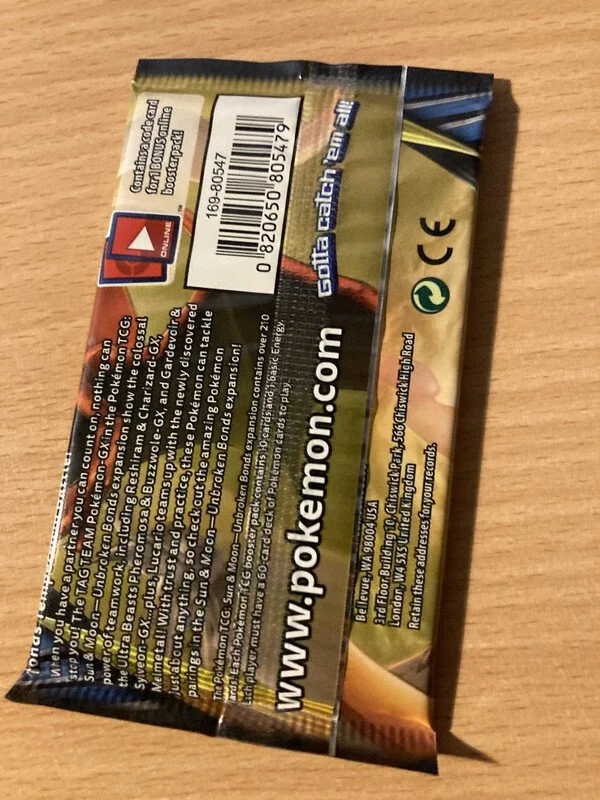 Contains a code card
for 1 BONUS online
booster pack!
ONLINE
™
169-80547
0 820650 805479
Gotta catch 'em all!
CE
When you have a partner you can count on, nothing can
stop you! The TAG TEAM Pokémon-GX in the Pokémon TCG:
Sun & Moon—Unbroken Bonds expansion show the colossal
power of teamwork, including Reshiram & Charizard-GX,
the Ultra Beasts Pheromosa & Buzzwole-GX, and Gardevoir &
Sylveon-GX...plus, Lucario teams up with the newly discovered
Melmetal! With trust and practice, these Pokémon can tackle
just about anything, so check out the amazing Pokémon
pairings in the Sun & Moon—Unbroken Bonds expansion!
The Pokémon TCG: Sun & Moon—Unbroken Bonds expansion contains over 210
cards! Each Pokémon TCG booster pack contains 10 cards and 1 basic Energy.
Each player must have a 60-card deck of Pokémon cards to play.
www.pokemon.com
Bellevue, WA 98004 USA
3rd Floor Building 10, Chiswick Park, 566 Chiswick High Road
London, W4 5XS United Kingdom
Retain these addresses for your records.